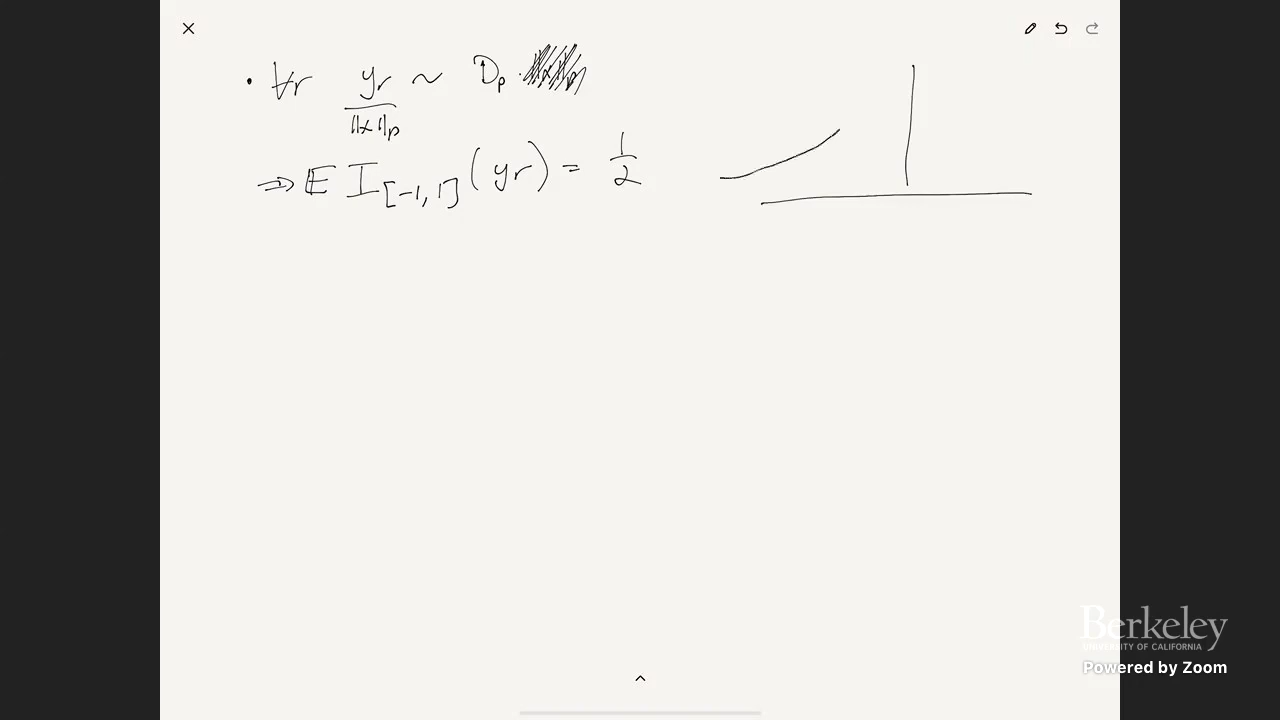 • ∀r y_r / ‖x‖_p ~ D_p
⇒ 𝔼 I_[-1,1] (y_r) = 1/2
Berkeley
UNIVERSITY OF CALIFORNIA
Powered by Zoom